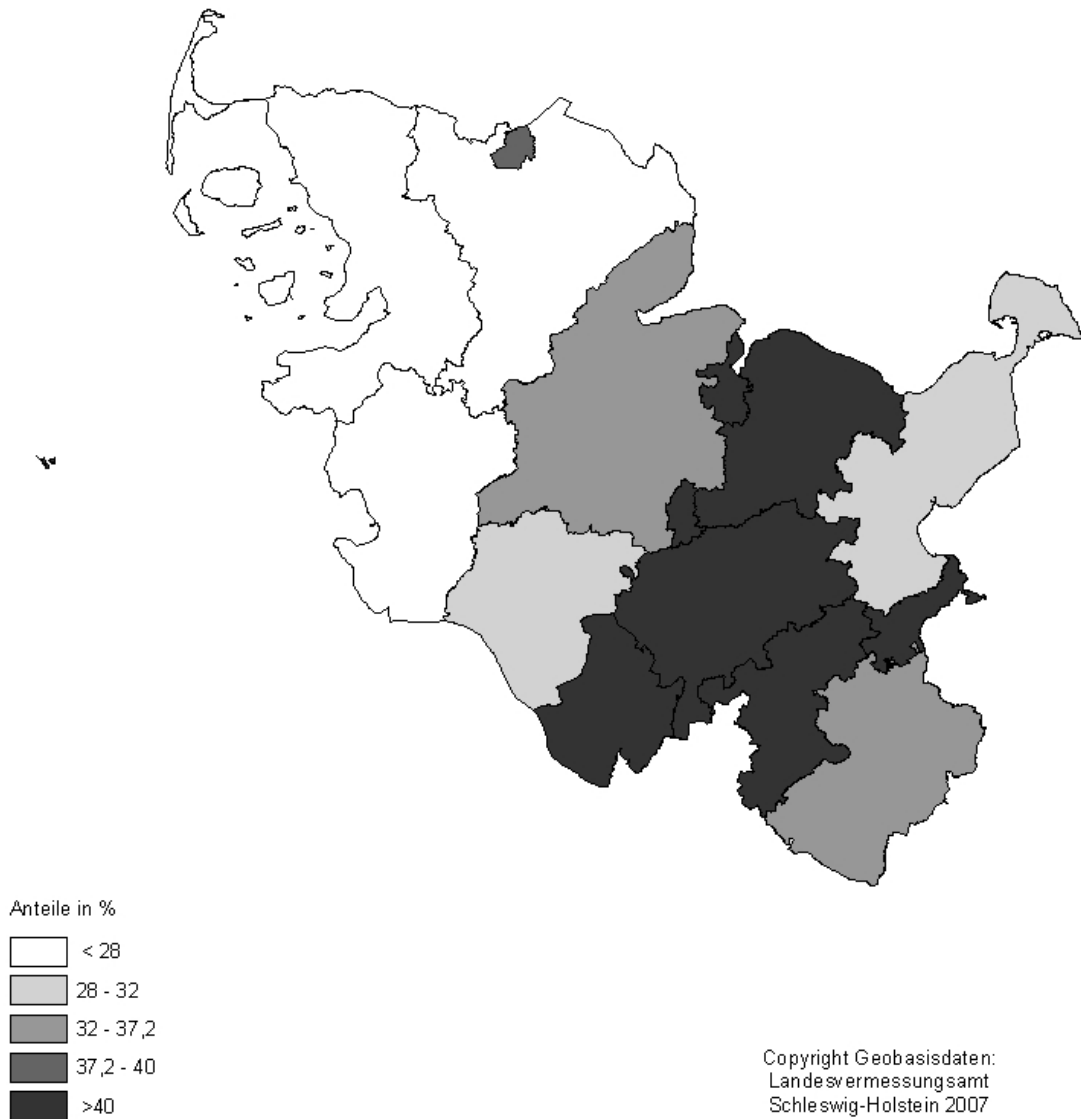 Anteile in %
< 28
28 - 32
32 - 37,2
37,2 - 40
>40
Copyright Geobasisdaten:
Landesvermessungsamt
Schleswig-Holstein 2007